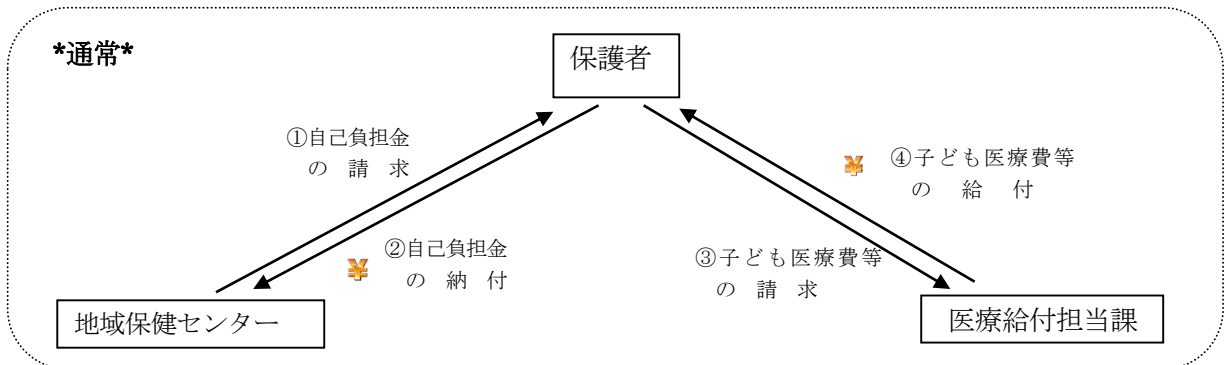 *通常*
保護者
①自己負担金
の請求
¥
④子ども医療費等
の給付
¥
②自己負担金
の納付
③子ども医療費等
の請求
地域保健センター
医療給付担当課